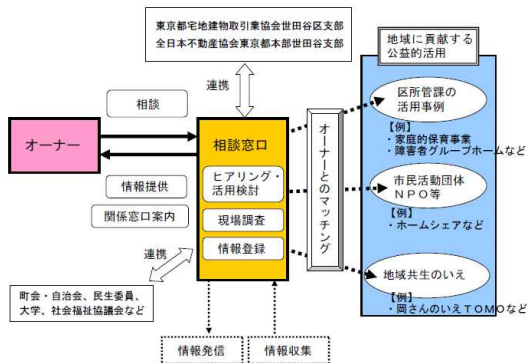 東京都宅地建物取引業協会世田谷区支部
全日本不動産協会東京都本部世田谷支部
連携
相談
オーナー
情報提供
関係窓口案内
連携
町会・自治会、民生委員、
大学、社会福祉協議会など
相談窓口
ヒアリング・
活用検討
現場調査
情報登録
情報発信
情報収集
オーナーとのマッチング
地域に貢献する
公益的活用
区所管課の
活用事例
【例】
・家庭的保育事業
・障害者グループホームなど
市民活動団体
NPO等
【例】
・ホームシェアなど
地域共生のいえ
【例】
・岡さんのいえTOMOなど